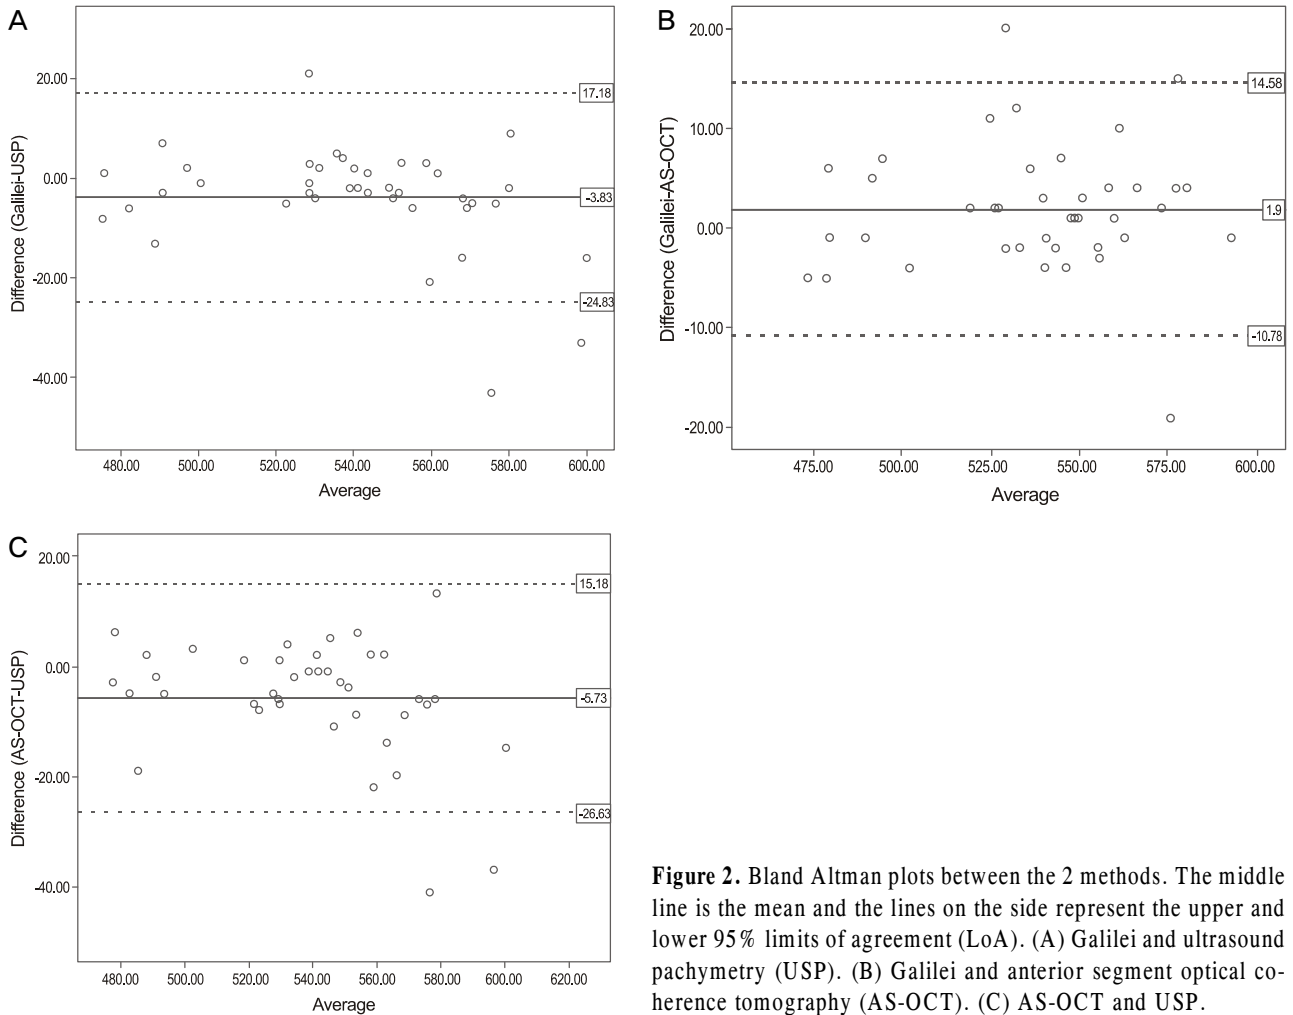 A
Difference (Galilei-USP)
20.00
0.00
-20.00
-40.00
17.18
-3.83
-24.83
480.00 500.00 520.00 540.00 560.00 580.00 600.00
Average
B
Difference (Galilei-AS-OCT)
20.00
10.00
0.00
-10.00
-20.00
14.58
1.9
-10.78
475.00 500.00 525.00 550.00 575.00 600.00
Average
C
Difference (AS-OCT-USP)
20.00
0.00
-20.00
-40.00
15.18
-5.73
-26.63
480.00 500.00 520.00 540.00 560.00 580.00 600.00 620.00
Average
Figure 2. Bland Altman plots between the 2 methods. The middle
line is the mean and the lines on the side represent the upper and
lower 95% limits of agreement (LoA). (A) Galilei and ultrasound
pachymetry (USP). (B) Galilei and anterior segment optical co-
herence tomography (AS-OCT). (C) AS-OCT and USP.